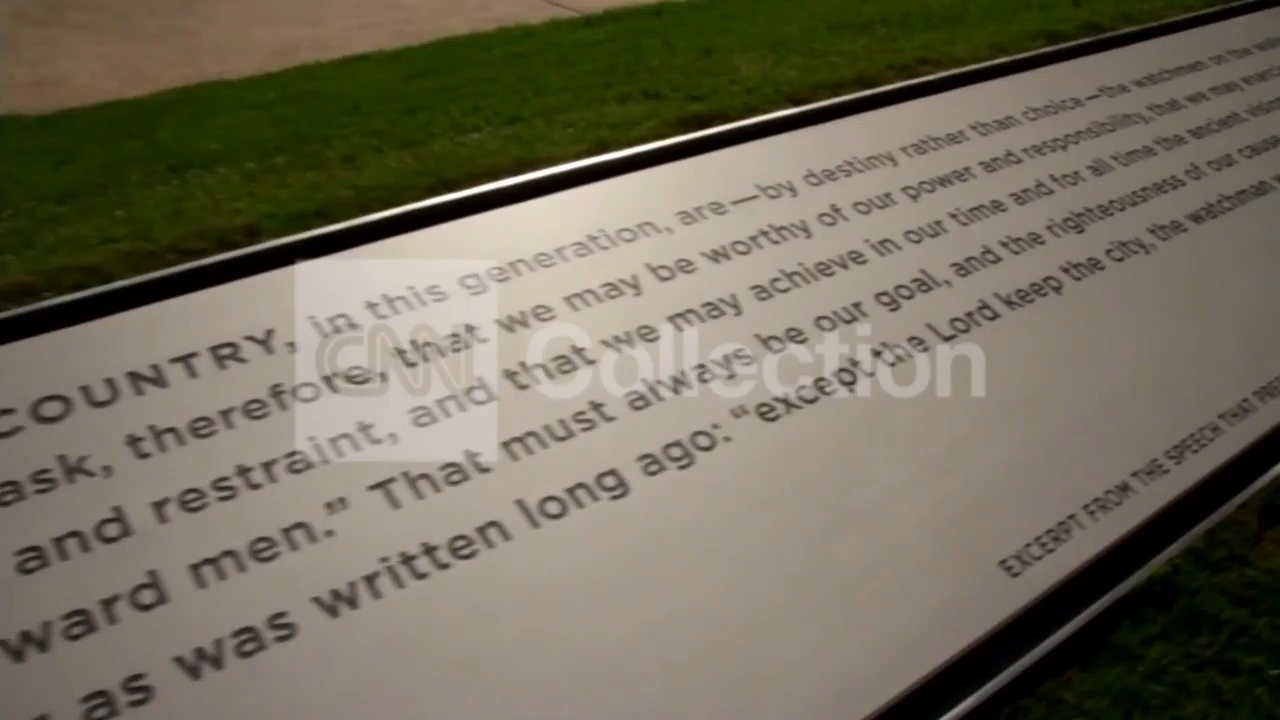 COUNTRY, in this generation, are—by destiny rather than choice—the watchmen on the
ask, therefore, that we may be worthy of our power and responsibility, that we may
and restraint, and that we may achieve in our time and for all time the ancient
ward men.” That must always be our goal, and the righteousness of our cause
as was written long ago: “except the Lord keep the city, the watchman
EXCERPT FROM THE SPEECH THAT
CNN Collection